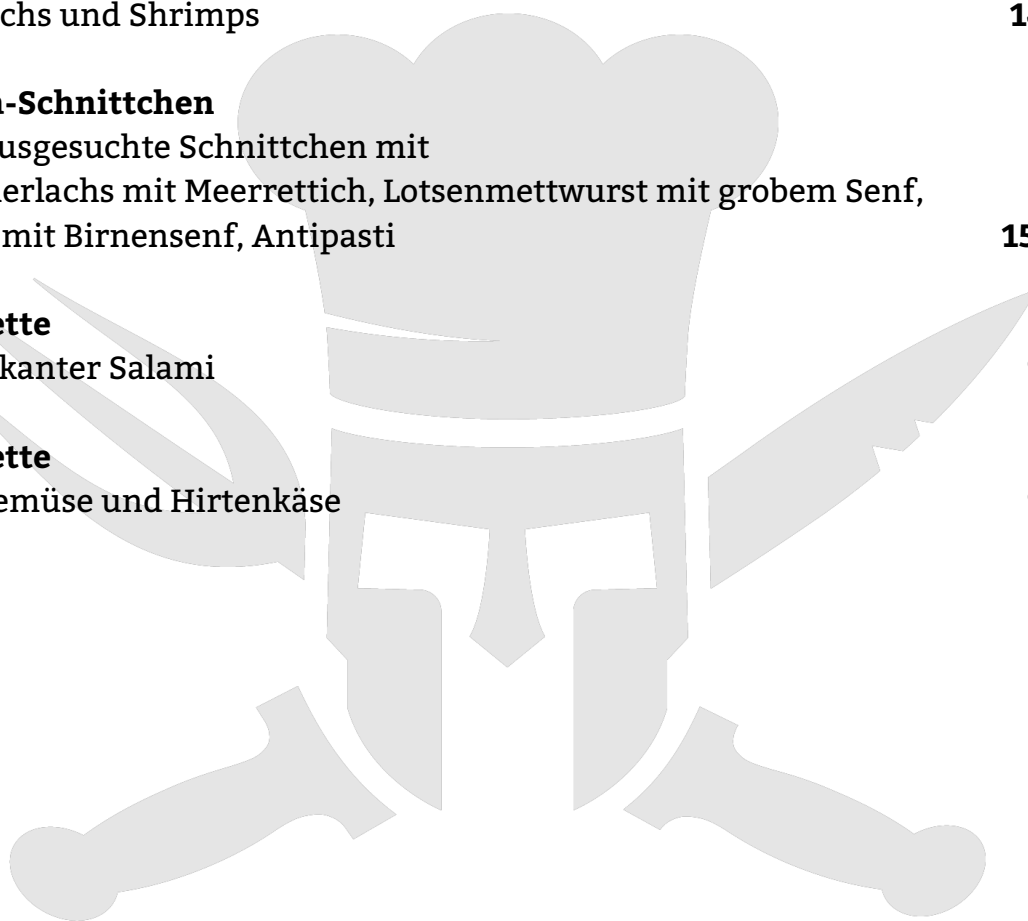 chs und Shrimps
-Schnittchen
usgesuchte Schnittchen mit
erlachs mit Meerrettich, Lotsenmettwurst mit grobem Senf,
mit Birnensenf, Antipasti 15
ette
kanter Salami
ette
emüse und Hirtenkäse